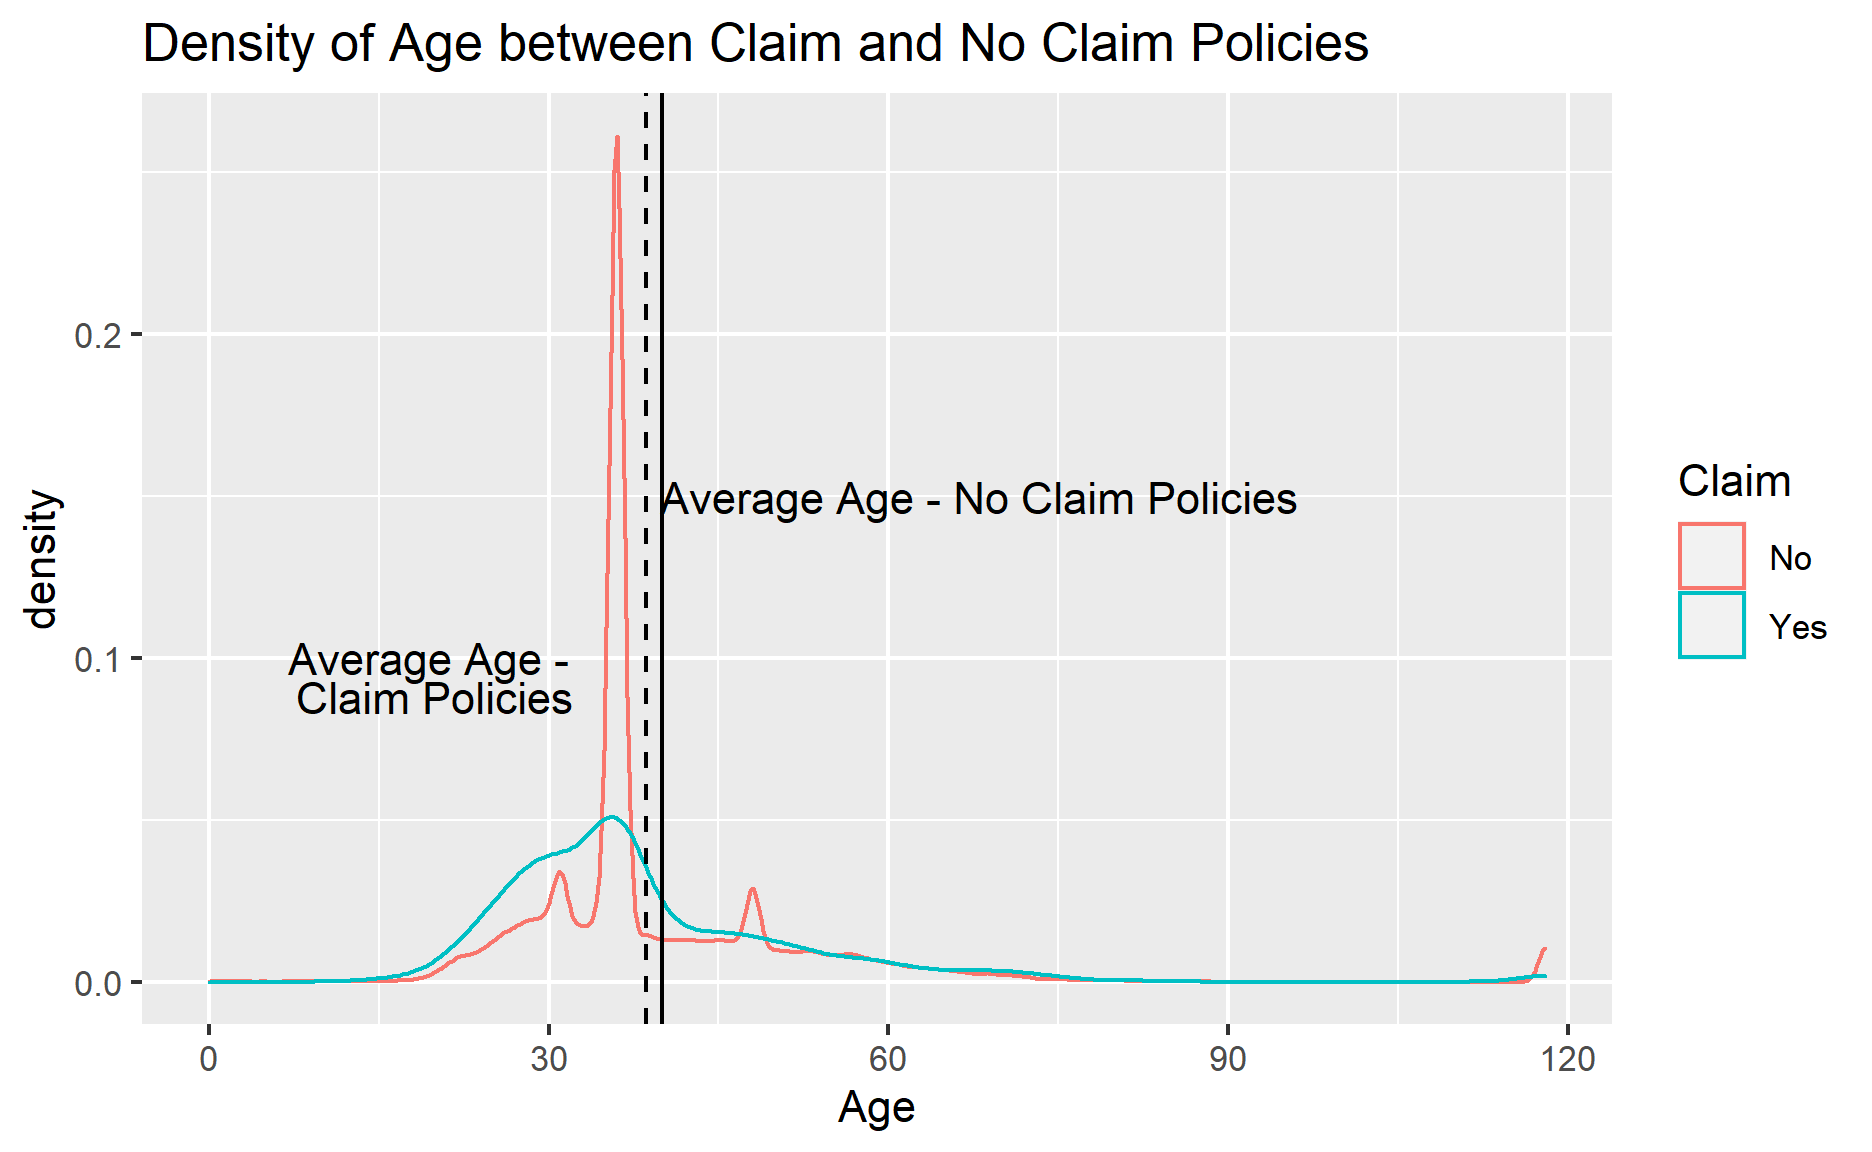 Density of Age between Claim and No Claim Policies
density
0.2
0.1
0.0
Average Age - No Claim Policies
Average Age -
Claim Policies
0
30
60
90
120
Age
Claim
No
Yes